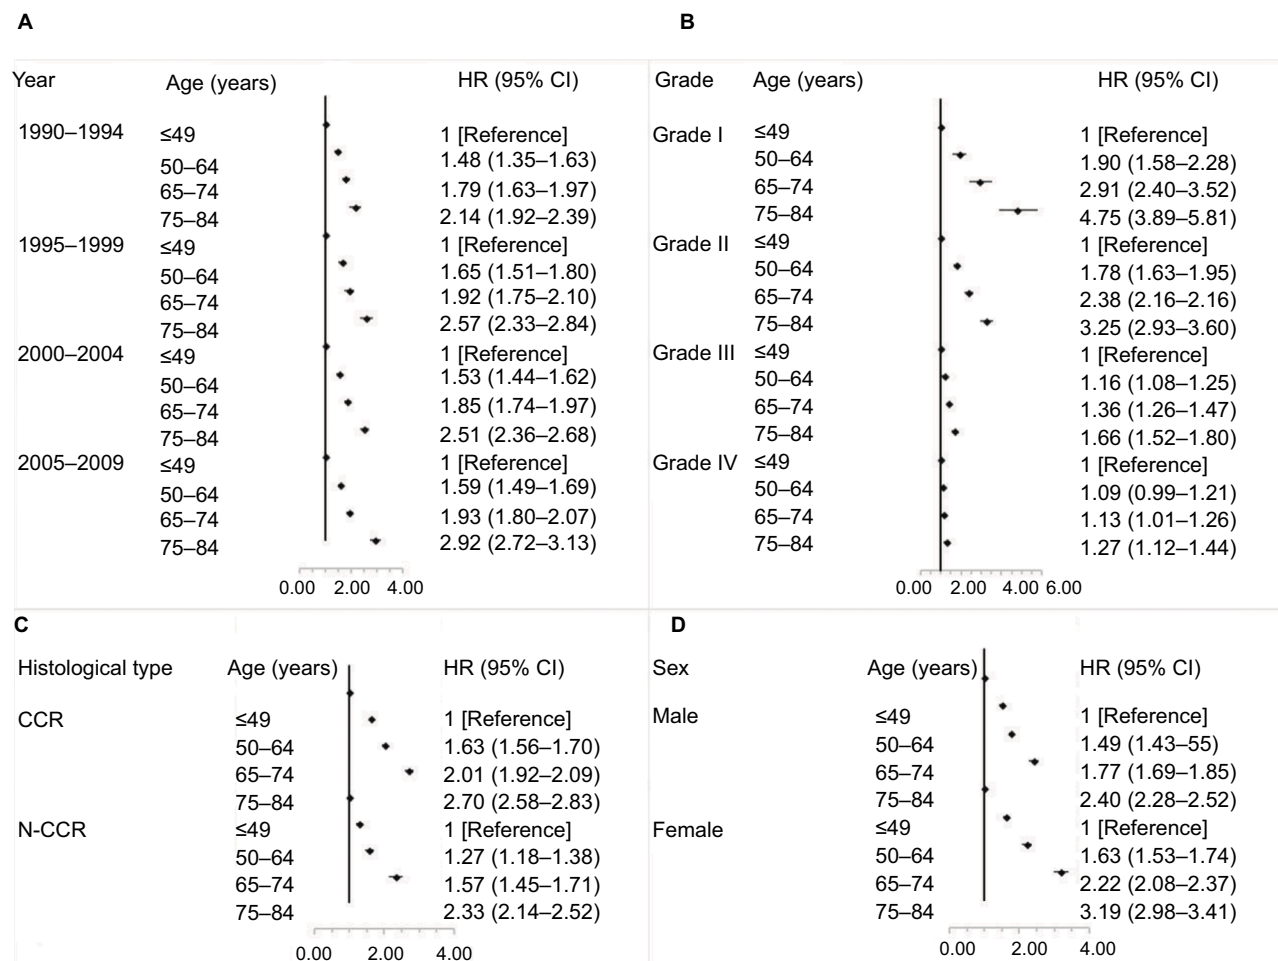 A
Year Age (years) HR (95% CI)
1990–1994 ≤49 1 [Reference]
50–64 1.48 (1.35–1.63)
65–74 1.79 (1.63–1.97)
75–84 2.14 (1.92–2.39)
1995–1999 ≤49 1 [Reference]
50–64 1.65 (1.51–1.80)
65–74 1.92 (1.75–2.10)
75–84 2.57 (2.33–2.84)
2000–2004 ≤49 1 [Reference]
50–64 1.53 (1.44–1.62)
65–74 1.85 (1.74–1.97)
75–84 2.51 (2.36–2.68)
2005–2009 ≤49 1 [Reference]
50–64 1.59 (1.49–1.69)
65–74 1.93 (1.80–2.07)
75–84 2.92 (2.72–3.13)
0.00 2.00 4.00
B
Grade Age (years) HR (95% CI)
Grade I ≤49 1 [Reference]
50–64 1.90 (1.58–2.28)
65–74 2.91 (2.40–3.52)
75–84 4.75 (3.89–5.81)
Grade II ≤49 1 [Reference]
50–64 1.78 (1.63–1.95)
65–74 2.38 (2.16–2.16)
75–84 3.25 (2.93–3.60)
Grade III ≤49 1 [Reference]
50–64 1.16 (1.08–1.25)
65–74 1.36 (1.26–1.47)
75–84 1.66 (1.52–1.80)
Grade IV ≤49 1 [Reference]
50–64 1.09 (0.99–1.21)
65–74 1.13 (1.01–1.26)
75–84 1.27 (1.12–1.44)
0.00 2.00 4.00 6.00
C
Histological type Age (years) HR (95% CI)
CCR ≤49 1 [Reference]
50–64 1.63 (1.56–1.70)
65–74 2.01 (1.92–2.09)
75–84 2.70 (2.58–2.83)
N-CCR ≤49 1 [Reference]
50–64 1.27 (1.18–1.38)
65–74 1.57 (1.45–1.71)
75–84 2.33 (2.14–2.52)
0.00 2.00 4.00
D
Sex Age (years) HR (95% CI)
Male ≤49 1 [Reference]
50–64 1.49 (1.43–55)
65–74 1.77 (1.69–1.85)
75–84 2.40 (2.28–2.52)
Female ≤49 1 [Reference]
50–64 1.63 (1.53–1.74)
65–74 2.22 (2.08–2.37)
75–84 3.19 (2.98–3.41)
0.00 2.00 4.00